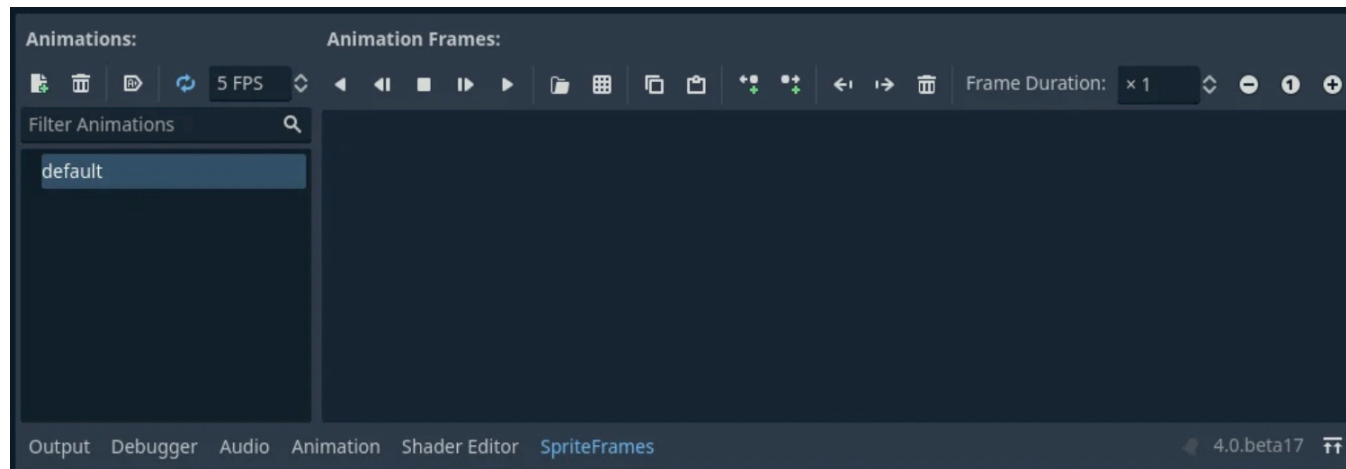 Animations: Animation Frames:
5 FPS Frame Duration: × 1
Filter Animations
default
Output Debugger Audio Animation Shader Editor SpriteFrames 4.0.beta17